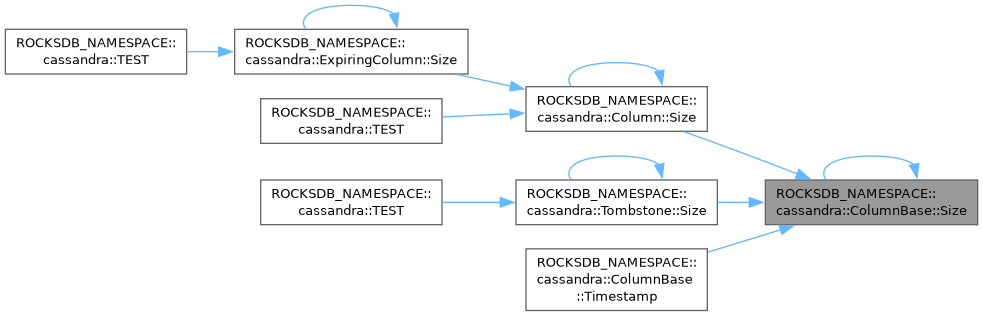 ROCKSDB_NAMESPACE::
cassandra::TEST
ROCKSDB_NAMESPACE::
cassandra::ExpiringColumn::Size
ROCKSDB_NAMESPACE::
cassandra::TEST
ROCKSDB_NAMESPACE::
cassandra::Column::Size
ROCKSDB_NAMESPACE::
cassandra::TEST
ROCKSDB_NAMESPACE::
cassandra::Tombstone::Size
ROCKSDB_NAMESPACE::
cassandra::ColumnBase::Size
ROCKSDB_NAMESPACE::
cassandra::ColumnBase
::Timestamp